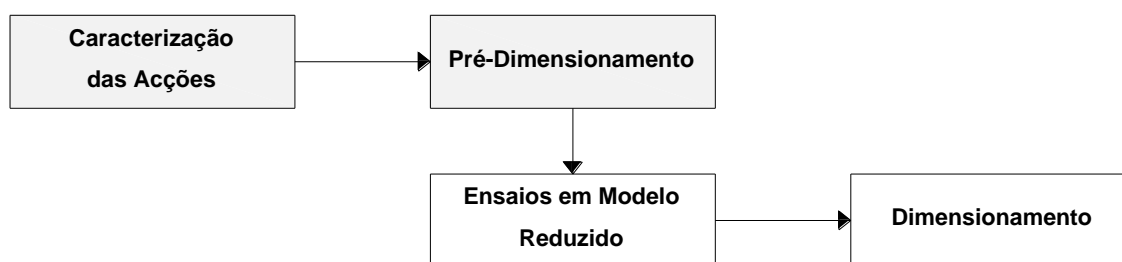 Caracterização
das Acções
Pré-Dimensionamento
Ensaios em Modelo
Reduzido
Dimensionamento